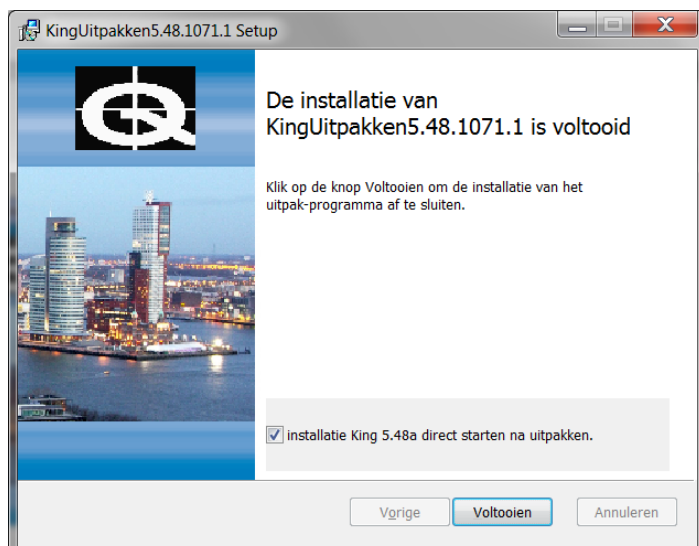 KingUitpakken5.48.1071.1 Setup
De installatie van
KingUitpakken5.48.1071.1 is voltooid
Klik op de knop Voltooien om de installatie van het
uitpak-programma af te sluiten.
installatie King 5.48a direct starten na uitpakken.
Vorige
Voltooien
Annuleren